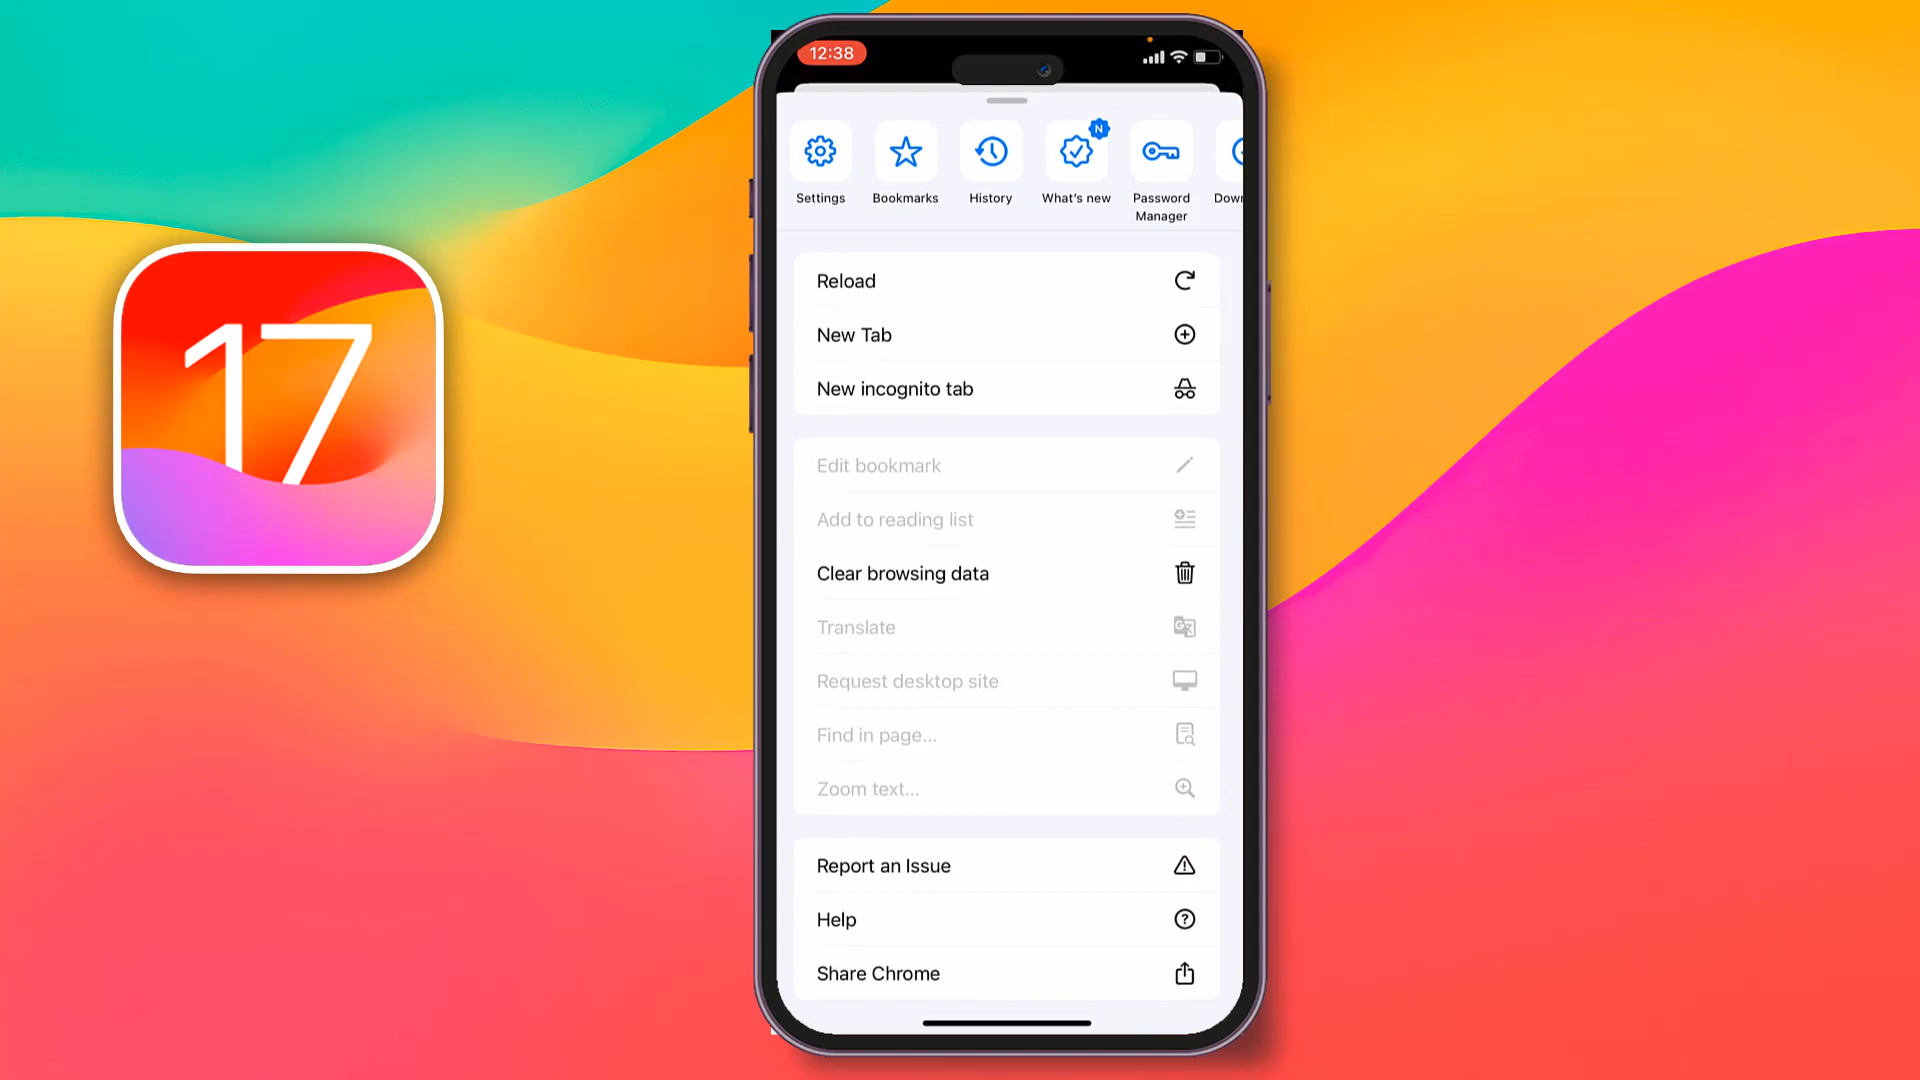 12:38
17
N
Settings
Bookmarks
History
What's new
Password
Manager
Down
Reload
New Tab
New incognito tab
Edit bookmark
Add to reading list
Clear browsing data
Translate
Request desktop site
Find in page...
Zoom text...
Report an Issue
Help
Share Chrome